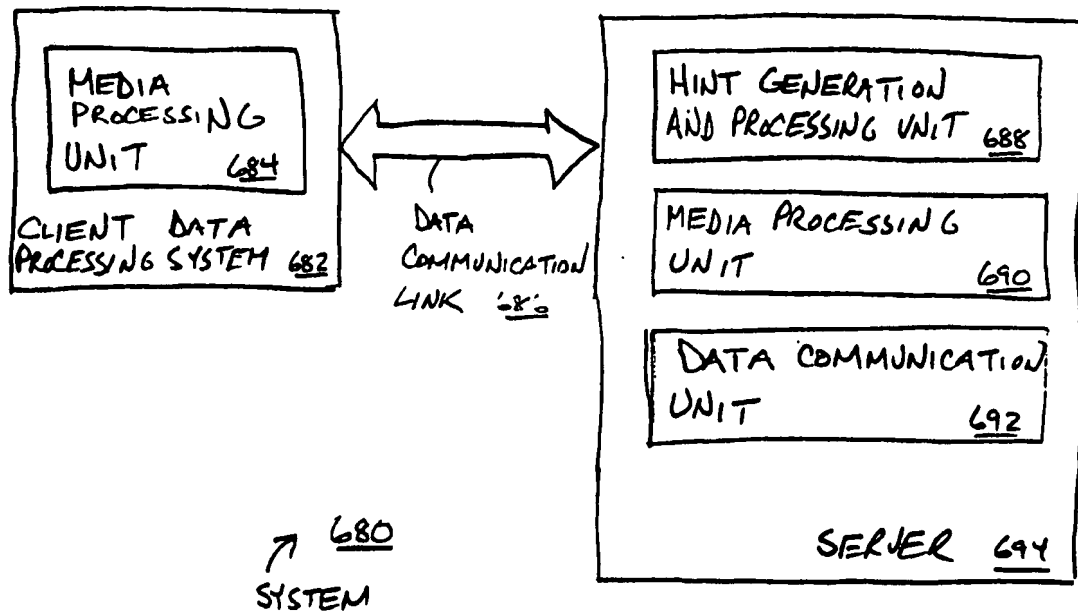 MEDIA
PROCESSING
UNIT 684
CLIENT DATA
PROCESSING SYSTEM 682
DATA
COMMUNICATION
LINK 686
HINT GENERATION
AND PROCESSING UNIT 688
MEDIA PROCESSING
UNIT 690
DATA COMMUNICATION
UNIT 692
SERVER 694
680
SYSTEM